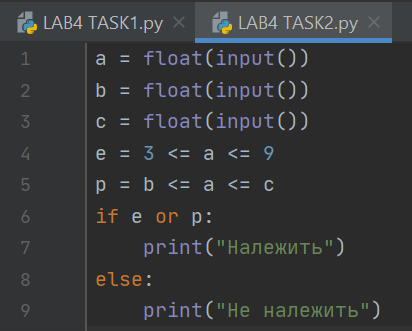 LAB4 TASK1.py LAB4 TASK2.py
1 a = float(input())
2 b = float(input())
3 c = float(input())
4 e = 3 <= a <= 9
5 p = b <= a <= c
6 if e or p:
7     print("Належить")
8 else:
9     print("Не належить")